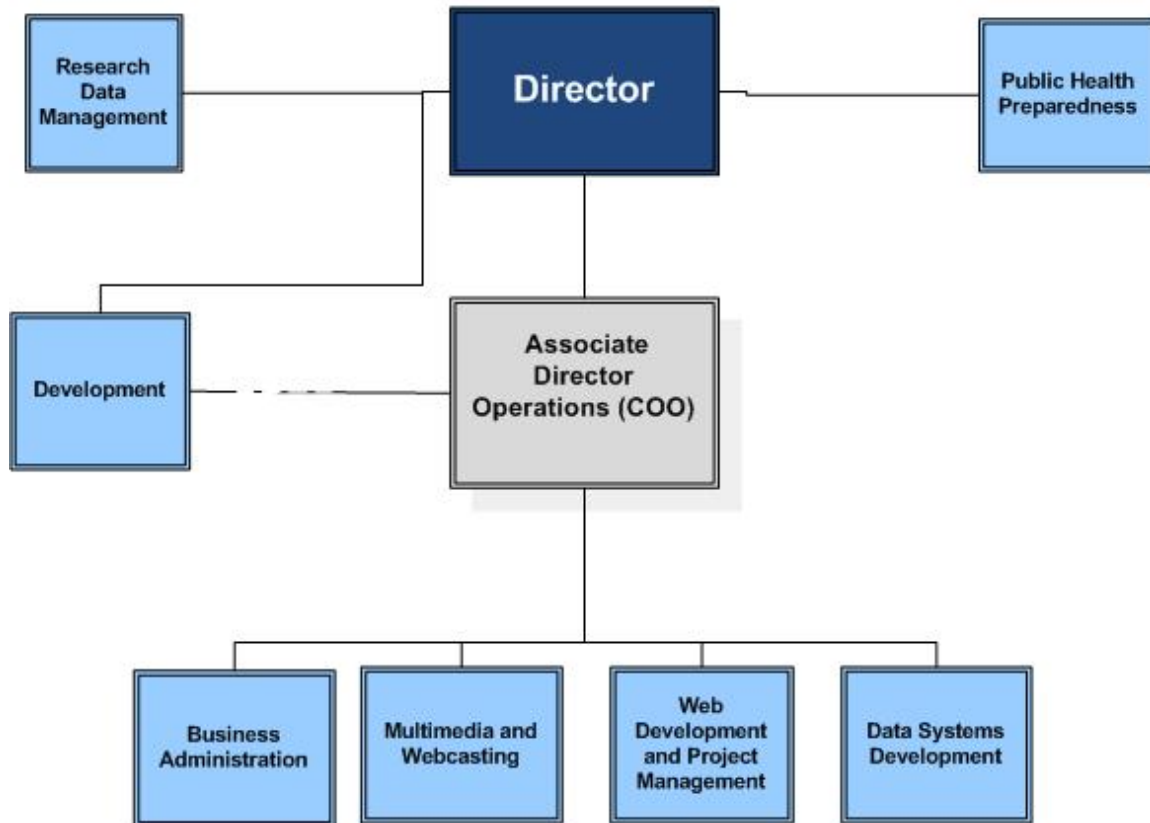 Research
Data
Management
Director
Public Health
Preparedness
Development
Associate
Director
Operations (COO)
Business
Administration
Multimedia and
Webcasting
Web
Development
and Project
Management
Data Systems
Development